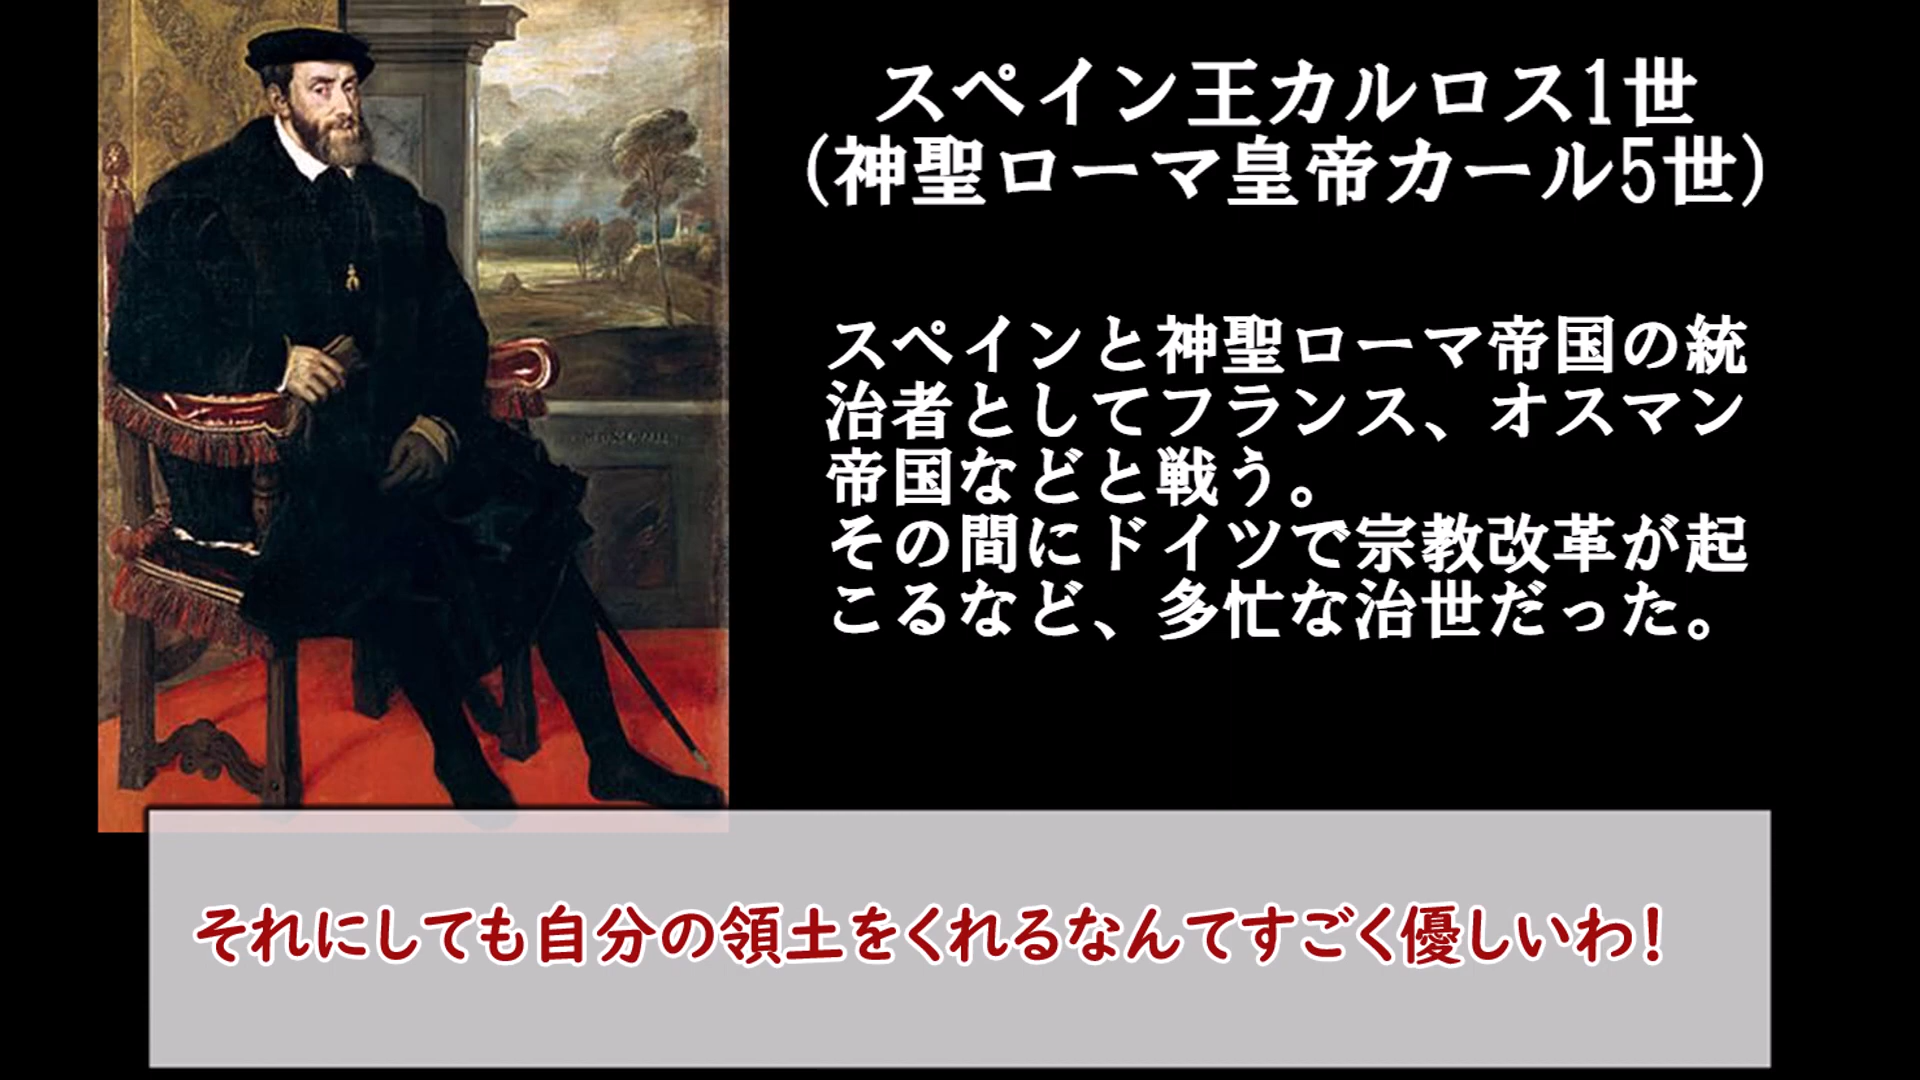 スペイン王カルロス1世
(神聖ローマ皇帝カール5世)
スペインと神聖ローマ帝国の統
治者としてフランス、オスマン
帝国などと戦う。
その間にドイツで宗教改革が起
こるなど、多忙な治世だった。
それにしても自分の領土をくれるなんてすごく優しいわ!